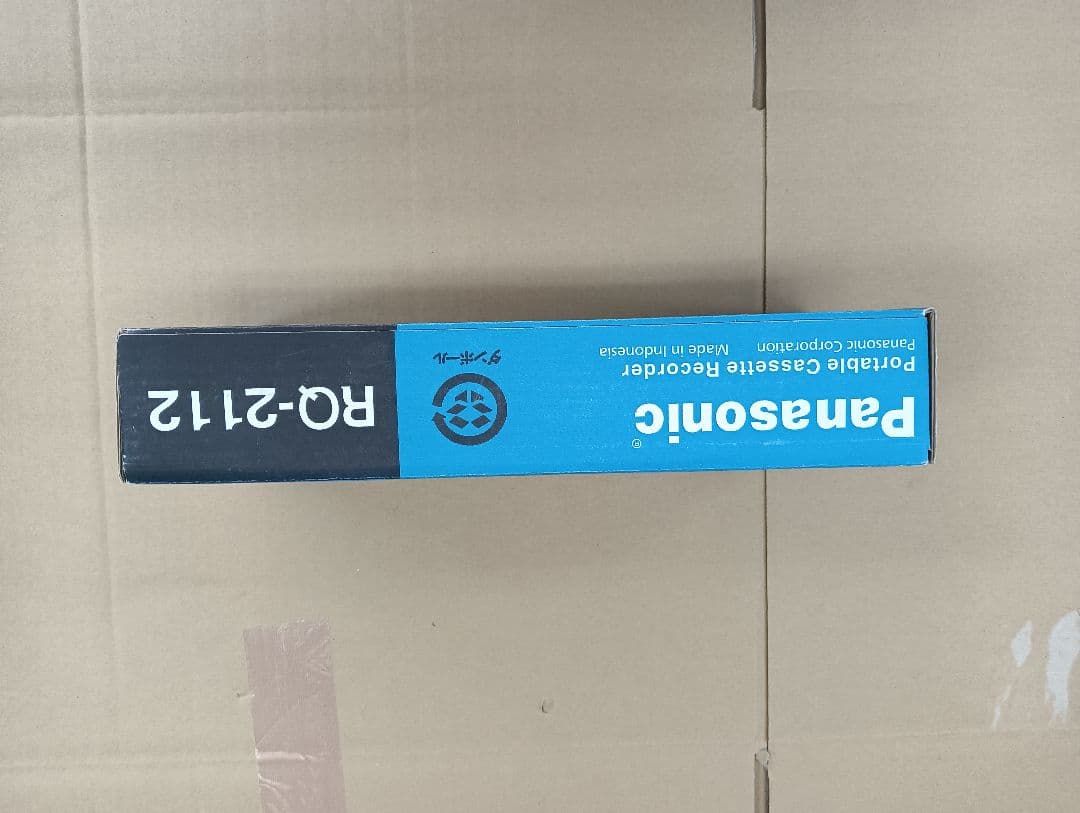 Panasonic®
Portable Cassette Recorder
Panasonic Corporation Made in Indonesia
ダンボール
RQ-2112